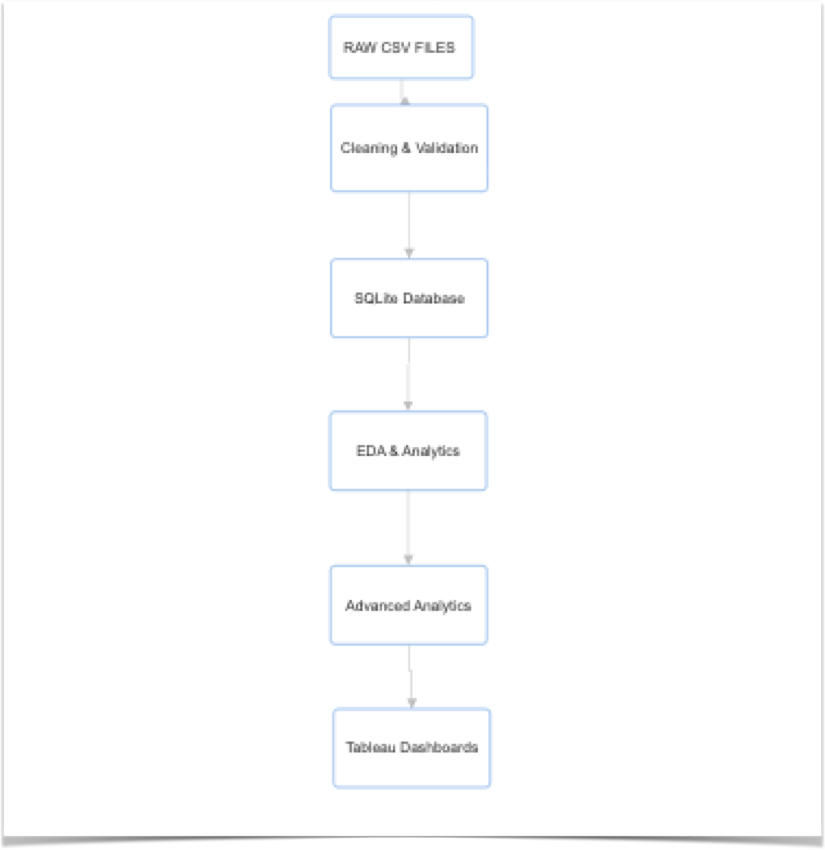 RAW CSV FILES
Cleaning & Validation
SQLite Database
EDA & Analytics
Advanced Analytics
Tableau Dashboards